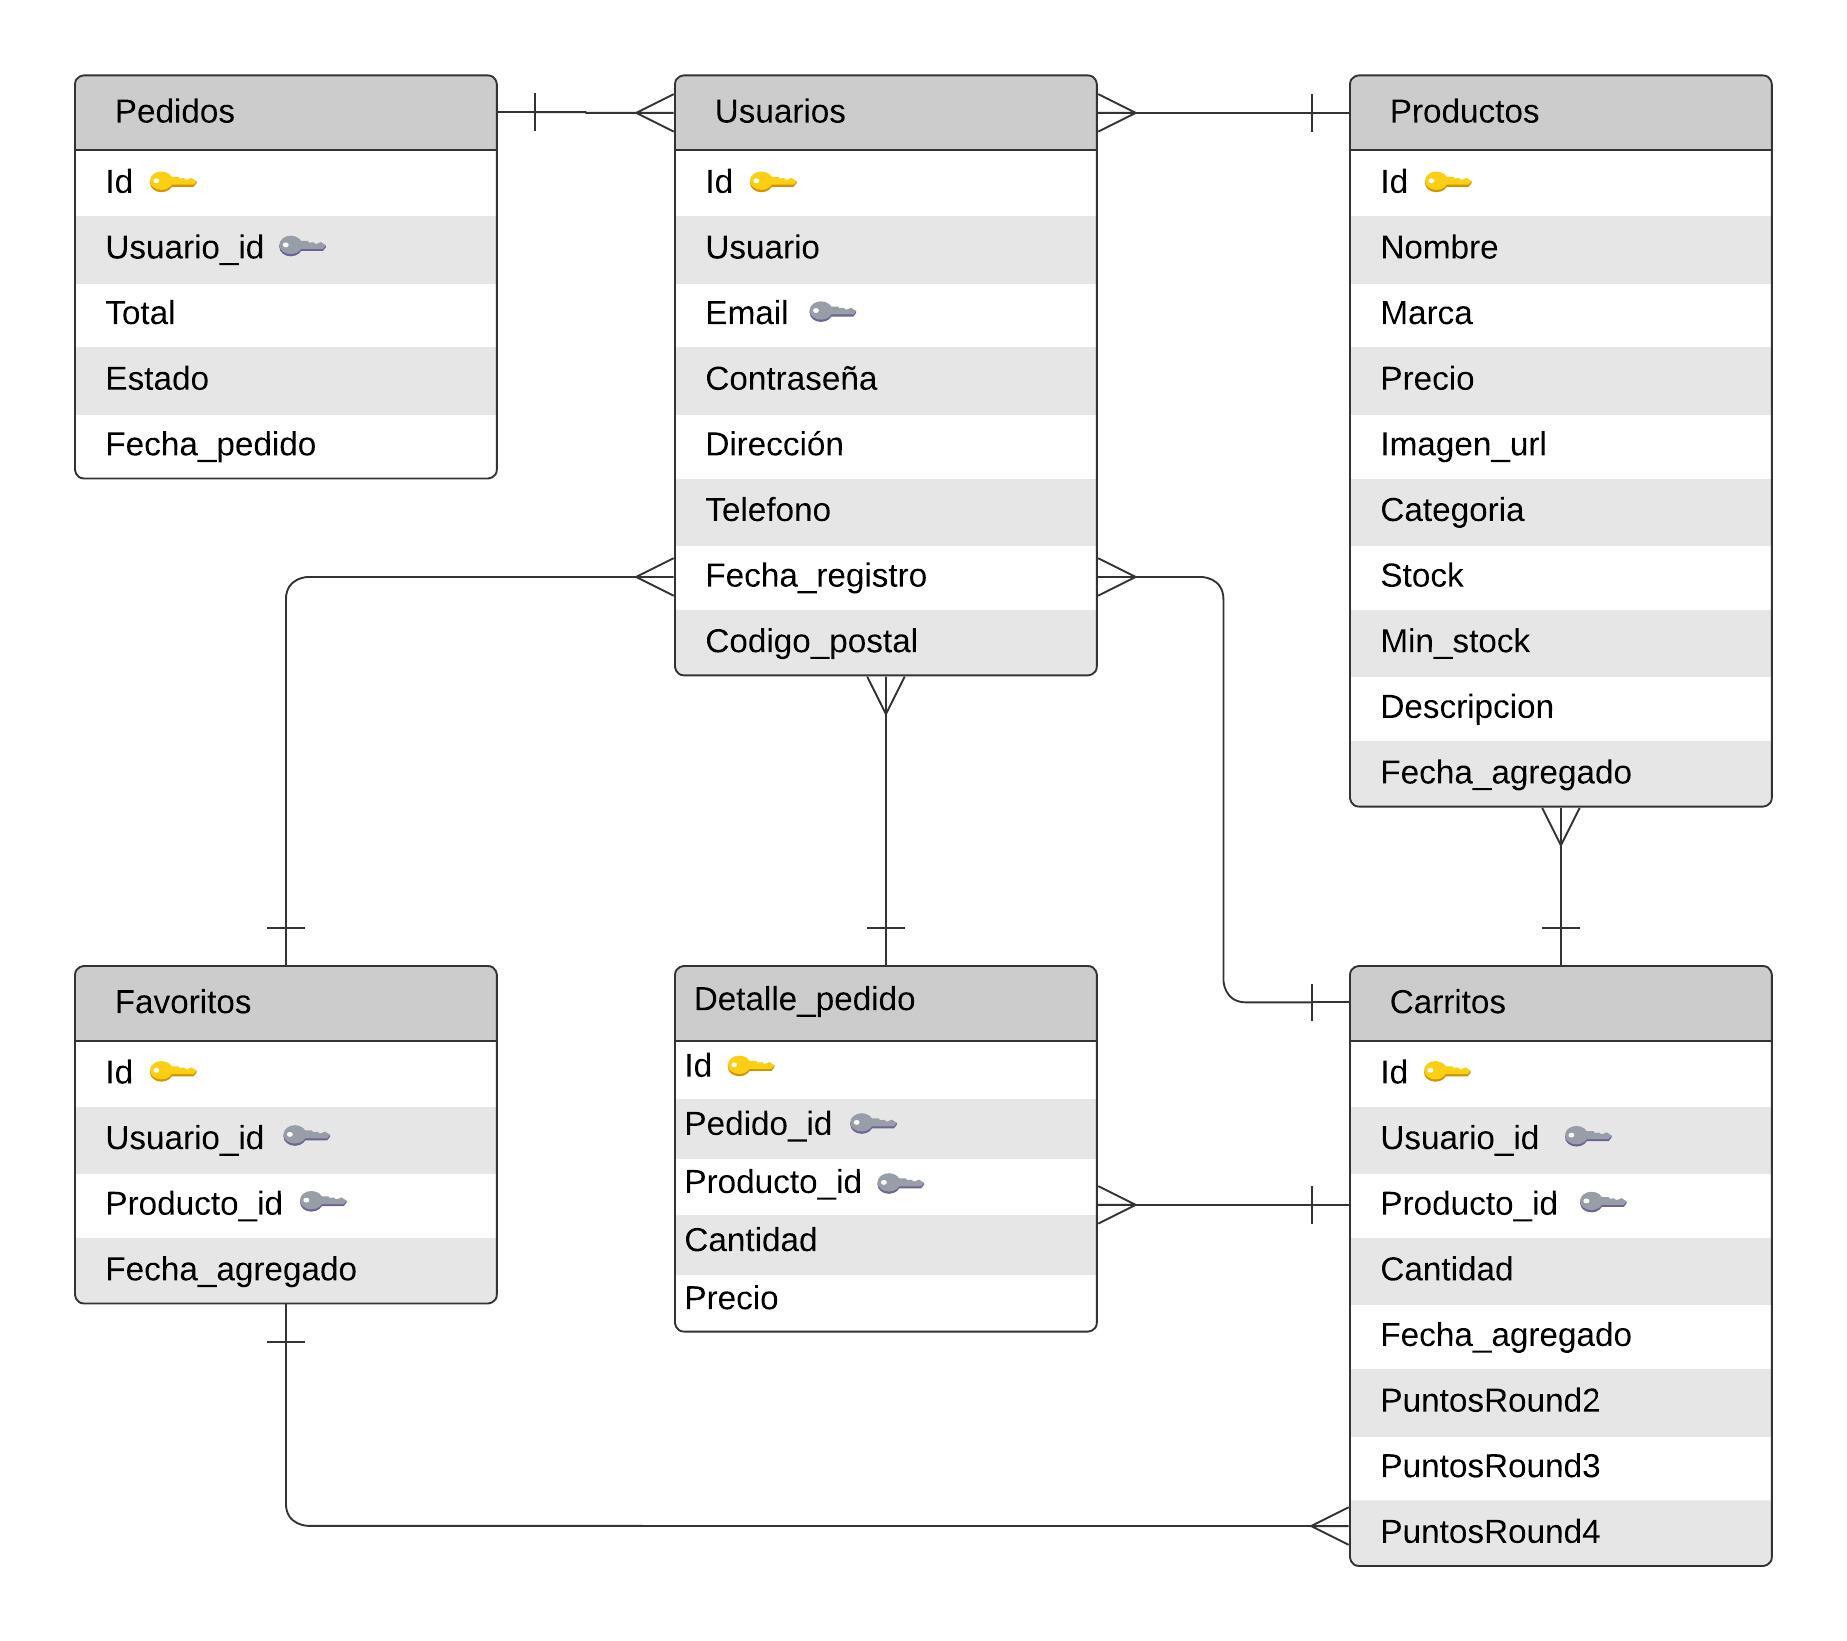 Pedidos
Id
Usuario_id
Total
Estado
Fecha_pedido
Usuarios
Id
Usuario
Email
Contraseña
Dirección
Telefono
Fecha_registro
Codigo_postal
Productos
Id
Nombre
Marca
Precio
Imagen_url
Categoria
Stock
Min_stock
Descripcion
Fecha_agregado
Favoritos
Id
Usuario_id
Producto_id
Fecha_agregado
Detalle_pedido
Id
Pedido_id
Producto_id
Cantidad
Precio
Carritos
Id
Usuario_id
Producto_id
Cantidad
Fecha_agregado
PuntosRound2
PuntosRound3
PuntosRound4